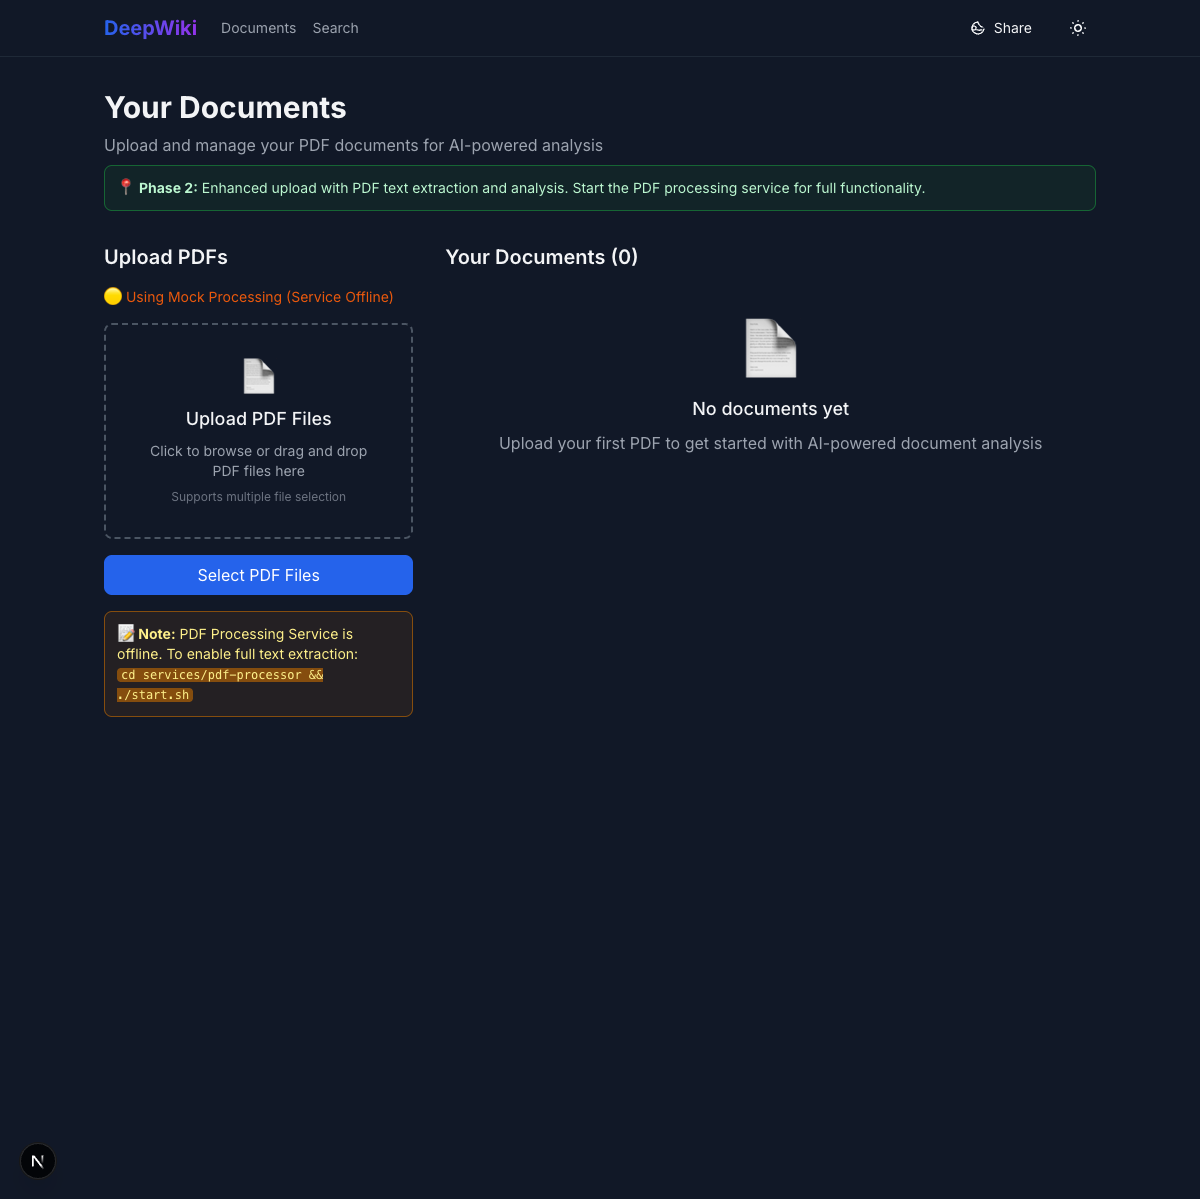 DeepWiki
Documents
Search
Share
Your Documents
Upload and manage your PDF documents for AI-powered analysis
Phase 2: Enhanced upload with PDF text extraction and analysis. Start the PDF processing service for full functionality.
Upload PDFs
Using Mock Processing (Service Offline)
Upload PDF Files
Click to browse or drag and drop
PDF files here
Supports multiple file selection
Select PDF Files
Note: PDF Processing Service is
offline. To enable full text extraction:
cd services/pdf-processor &&
./start.sh
Your Documents (0)
No documents yet
Upload your first PDF to get started with AI-powered document analysis
N